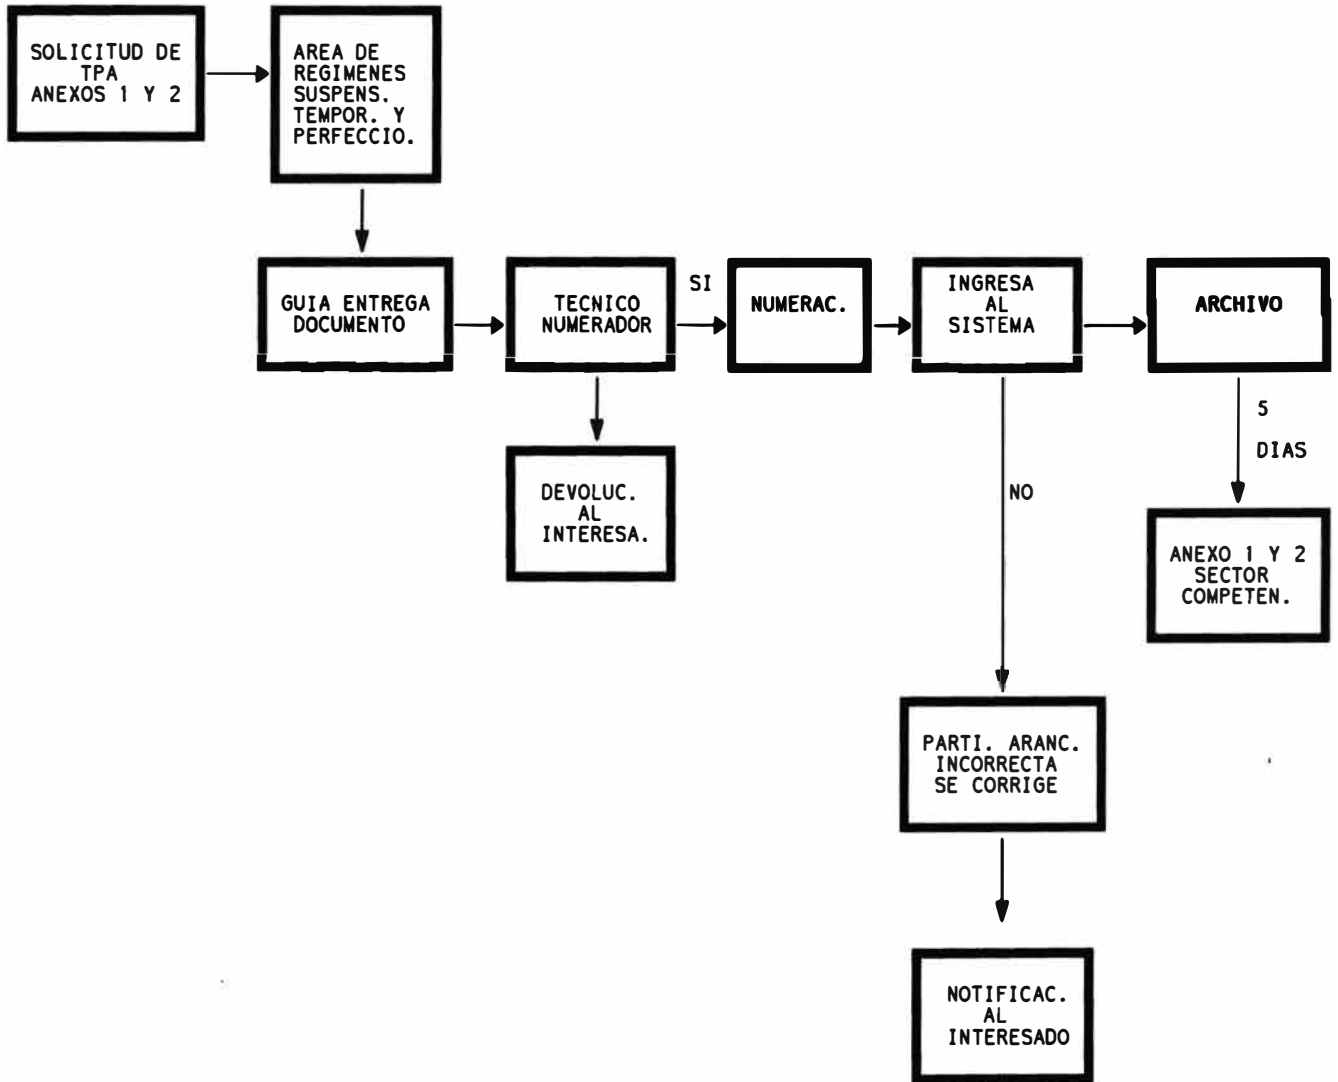 SOLICITUD DE
TPA
ANEXOS 1 Y 2
AREA DE
REGIMENES
SUSPENS.
TEMPOR. Y
PERFECCIO.
GUIA ENTREGA
DOCUMENTO
TECNICO
NUMERADOR
SI
NUMERAC.
INGRESA
AL
SISTEMA
ARCHIVO
5
DIAS
DEVOLUC.
AL
INTERESA.
NO
ANEXO 1 Y 2
SECTOR
COMPETEN.
PARTI. ARANC.
INCORRECTA
SE CORRIGE
NOTIFICAC.
AL
INTERESADO